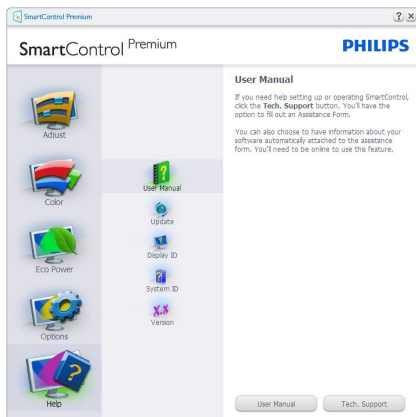 SmartControl Premium
SmartControl Premium
PHILIPS
Adjust
Color
Eco Power
Options
Help
User Manual
Update
Display ID
System ID
X.X
Version
User Manual
If you need help setting up or operating SmartControl,
click the Tech. Support button. You'll have the
option to fill out an Assistance Form.
You can also choose to have information about your
software automatically attached to the assistance
form. You'll need to be online to use this feature.
User Manual
Tech. Support